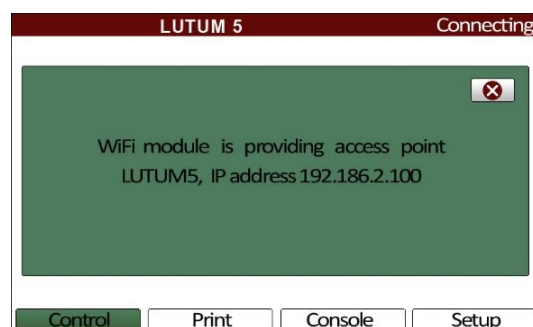 LUTUM 5 Connecting
WiFi module is providing access point
LUTUM5, IP address 192.186.2.100
Control Print Console Setup